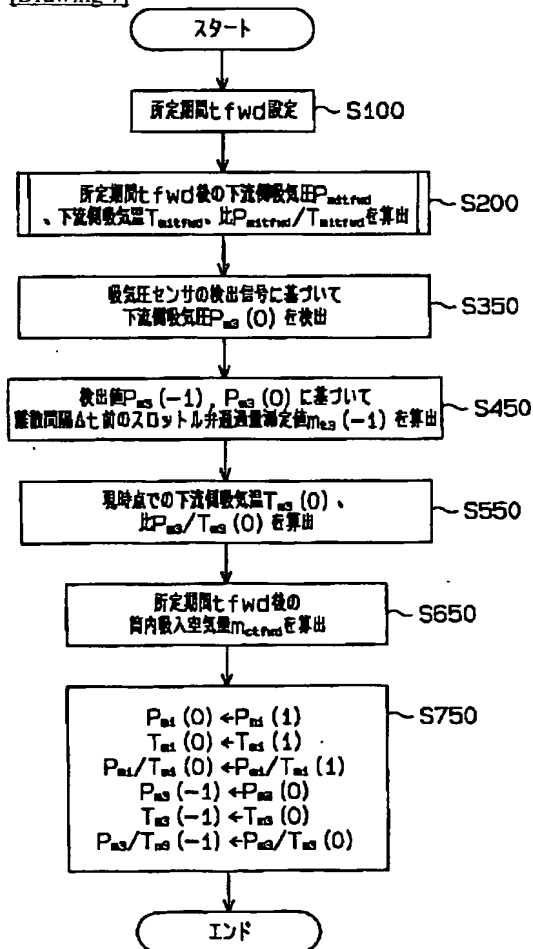 [Drawing 7]
スタート
所定期間tfwd設定
S100
所定期間tfwd後の下流側吸気圧Pmitfwd
、下流側吸気温Tmitfwd、比Pmitfwd/Tmitfwdを算出
S200
吸気圧センサの検出信号に基づいて
下流側吸気圧Pm3(0)を検出
S350
検出値Pm3(-1), Pm3(0)に基づいて
離散間隔Δt前のスロットル弁通過量測定値mt3(-1)を算出
S450
現時点での下流側吸気温Tm3(0)、
比Pm3/Tm3(0)を算出
S550
所定期間tfwd後の
筒内吸入空気量mctfwdを算出
S650
S750
Pmi(0)←Pmi(1)
Tmi(0)←Tmi(1)
Pmi/Tmi(0)←Pmi/Tmi(1)
Pm3(-1)←Pm3(0)
Tm3(-1)←Tm3(0)
Pm3/Tm3(-1)←Pm3/Tm3(0)
エンド